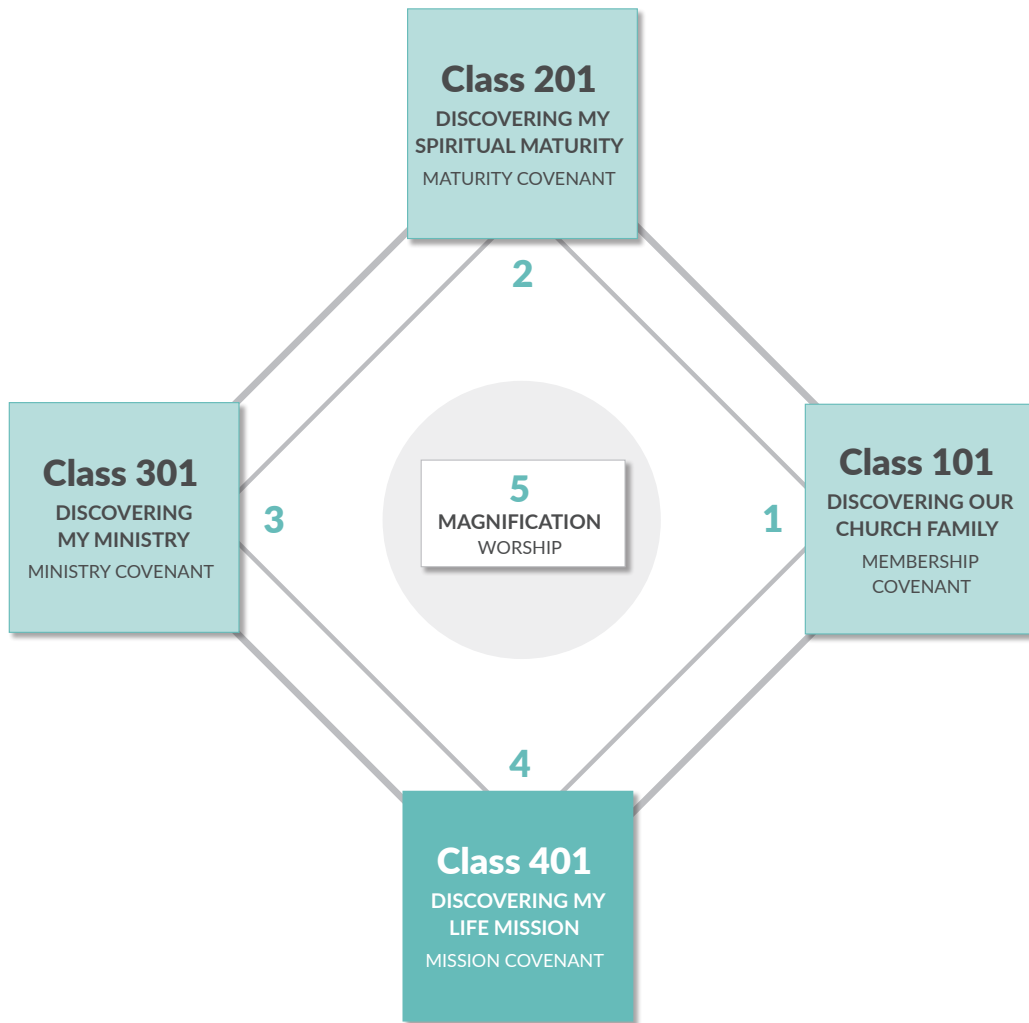 Class 201
DISCOVERING MY
SPIRITUAL MATURITY
MATURITY COVENANT
2
Class 301
DISCOVERING
MY MINISTRY
MINISTRY COVENANT
3
5
MAGNIFICATION
WORSHIP
1
Class 101
DISCOVERING OUR
CHURCH FAMILY
MEMBERSHIP
COVENANT
4
Class 401
DISCOVERING MY
LIFE MISSION
MISSION COVENANT